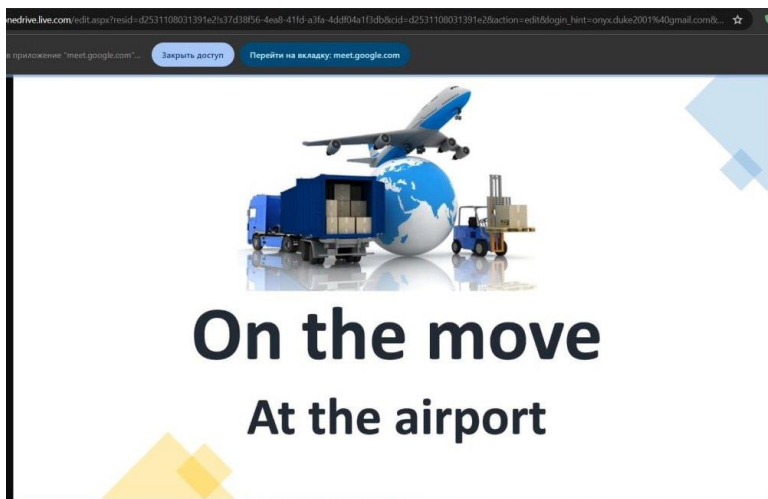 onedrive.live.com/edit.aspx?resid=d2531108031391e2!s37d38f56-4ea8-41fd-a3fa-4ddf04a1f3db&cid=d2531108031391e2&action=edit&login_hint=onyx.duke2001%40gmail.com&...
в приложение "meet.google.com"... Закрыть доступ Перейти на вкладку: meet.google.com
On the move
At the airport